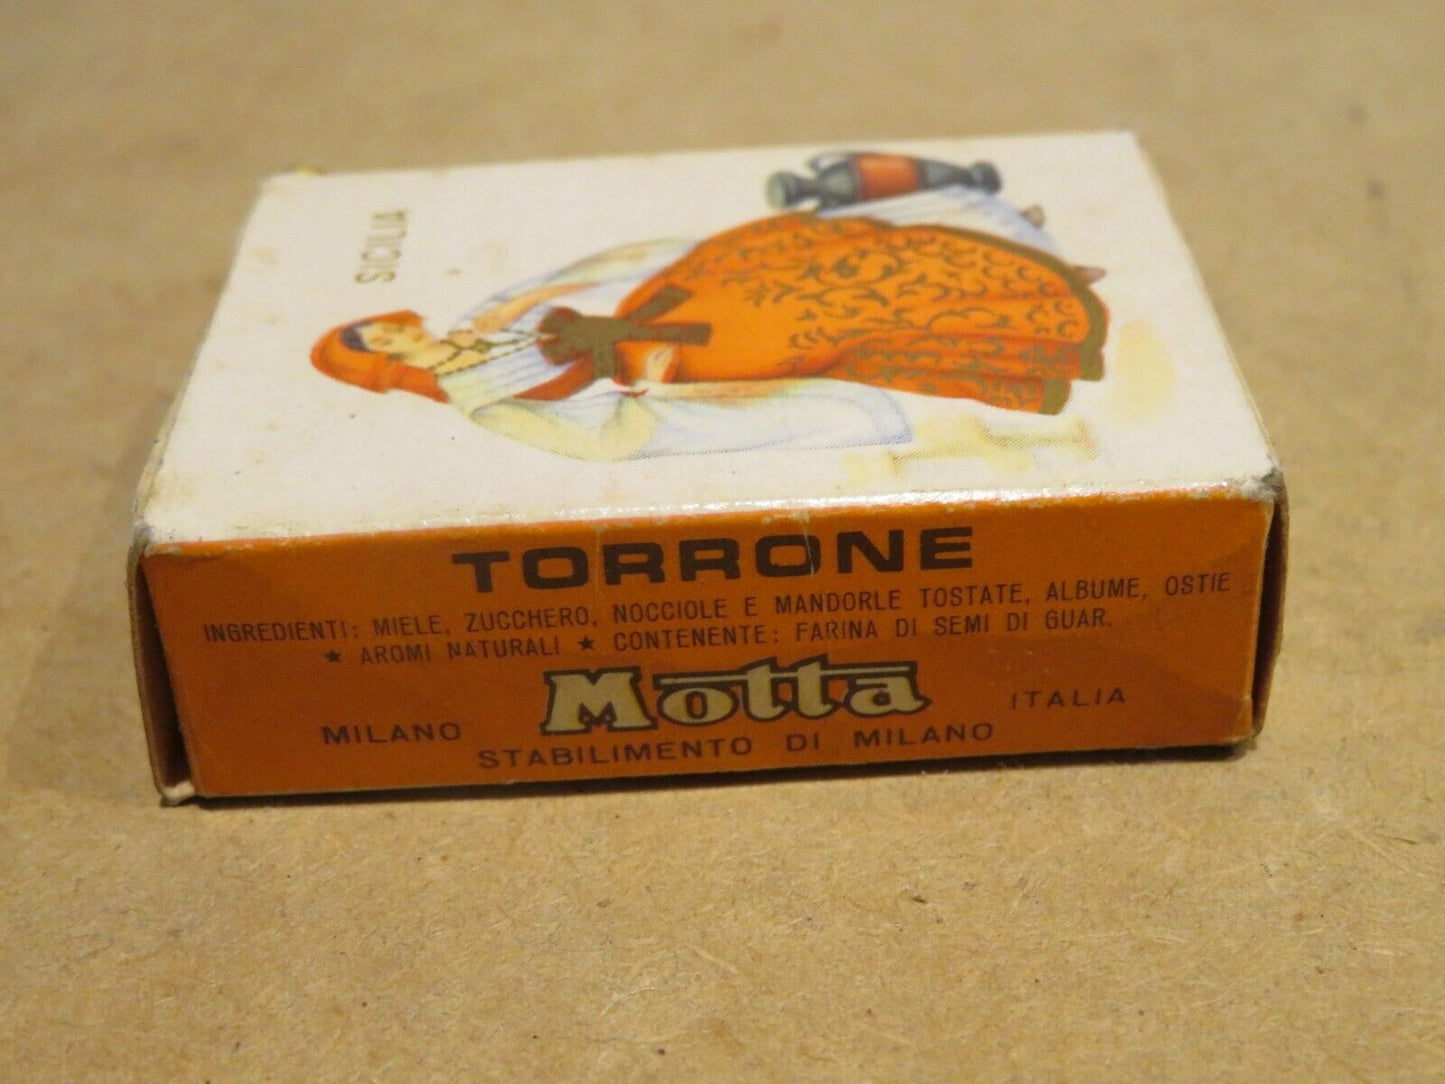 SICILIA
TORRONE
INGREDIENTI: MIELE, ZUCCHERO, NOCCIOLE E MANDORLE TOSTATE, ALBUME, OSTIE
★ AROMI NATURALI ★ CONTENENTE: FARINA DI SEMI DI GUAR.
MILANO Motta ITALIA
STABILIMENTO DI MILANO